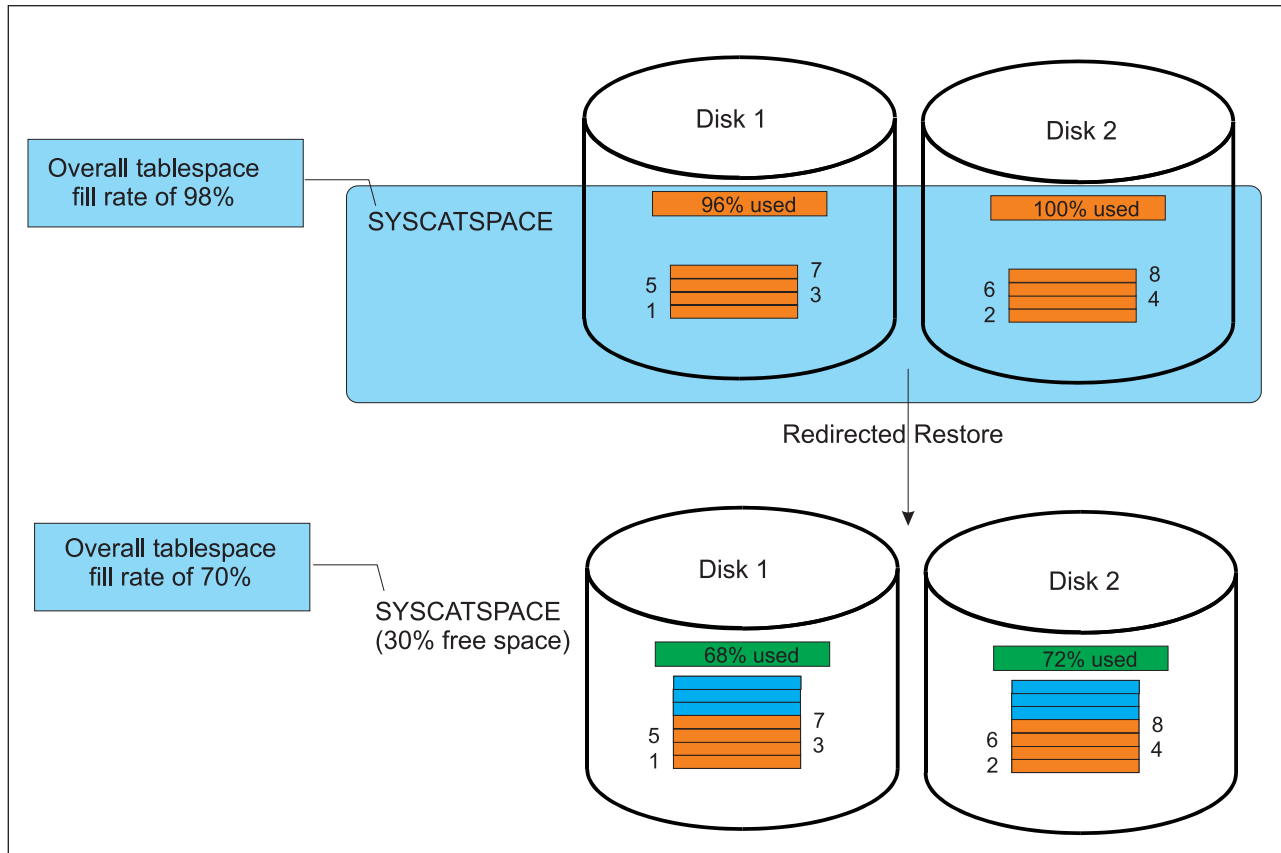 Disk 1
Disk 2
Overall tablespace
fill rate of 98%
SYSCATSPACE
96% used
100% used
7
5
3
1
8
6
4
2
Redirected Restore
Overall tablespace
fill rate of 70%
SYSCATSPACE
(30% free space)
Disk 1
Disk 2
68% used
72% used
7
5
3
1
8
6
4
2